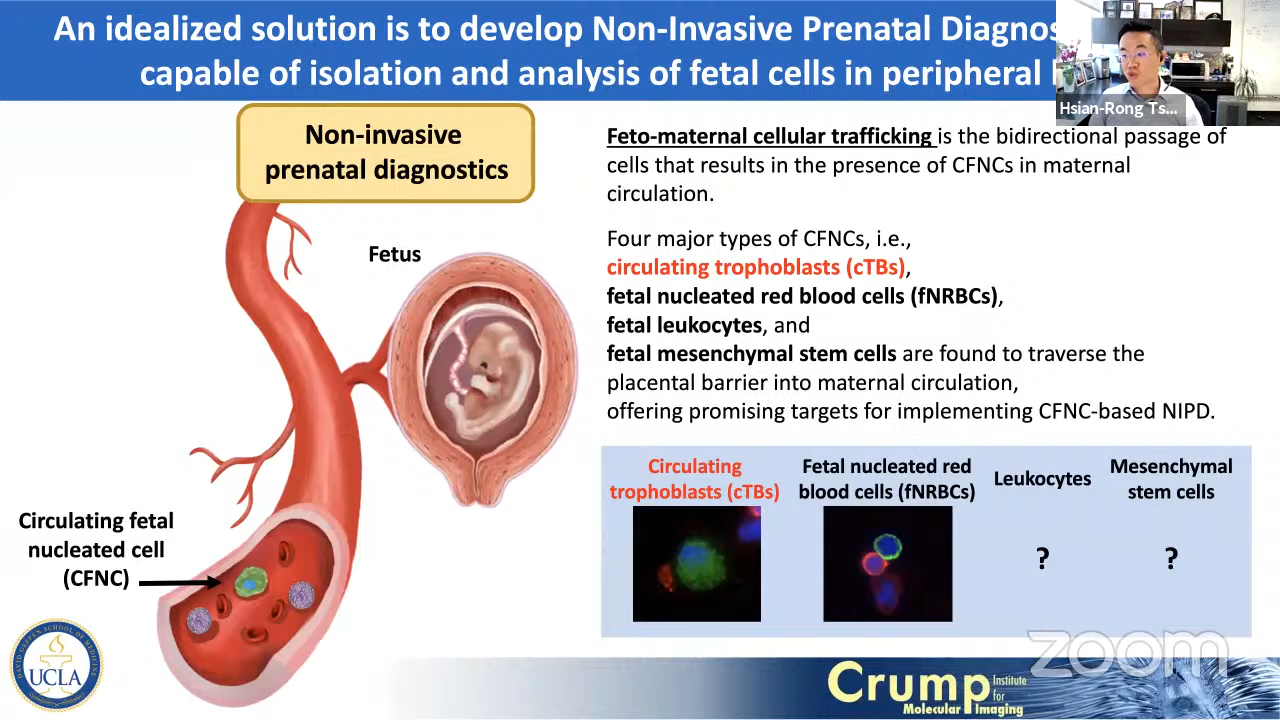 An idealized solution is to develop Non-Invasive Prenatal
capable of isolation and analysis of fetal cells in peripheral
Hsian-Rong Ts...
Non-invasive
prenatal diagnostics
Fetus
Circulating fetal
nucleated cell
(CFNC)
Feto-maternal cellular trafficking is the bidirectional passage of
cells that results in the presence of CFNCs in maternal
circulation.
Four major types of CFNCs, i.e.,
circulating trophoblasts (cTBs),
fetal nucleated red blood cells (fNRBCs),
fetal leukocytes, and
fetal mesenchymal stem cells are found to traverse the
placental barrier into maternal circulation,
offering promising targets for implementing CFNC-based NIPD.
Circulating
trophoblasts (cTBs)
Fetal nucleated red
blood cells (fNRBCs)
Leukocytes
Mesenchymal
stem cells
?
?
DAVID GEFFEN SCHOOL OF MEDICINE
UCLA
Crump Institute
for
Molecular Imaging
zoom